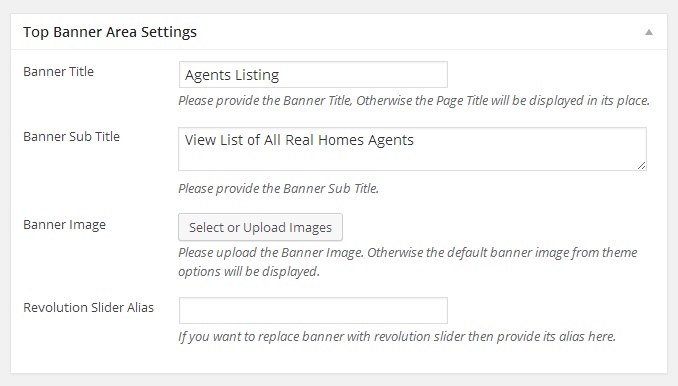 Top Banner Area Settings
Banner Title
Agents Listing
Please provide the Banner Title, Otherwise the Page Title will be displayed in its place.
Banner Sub Title
View List of All Real Homes Agents
Please provide the Banner Sub Title.
Banner Image
Select or Upload Images
Please upload the Banner Image. Otherwise the default banner image from theme
options will be displayed.
Revolution Slider Alias
If you want to replace banner with revolution slider then provide its alias here.